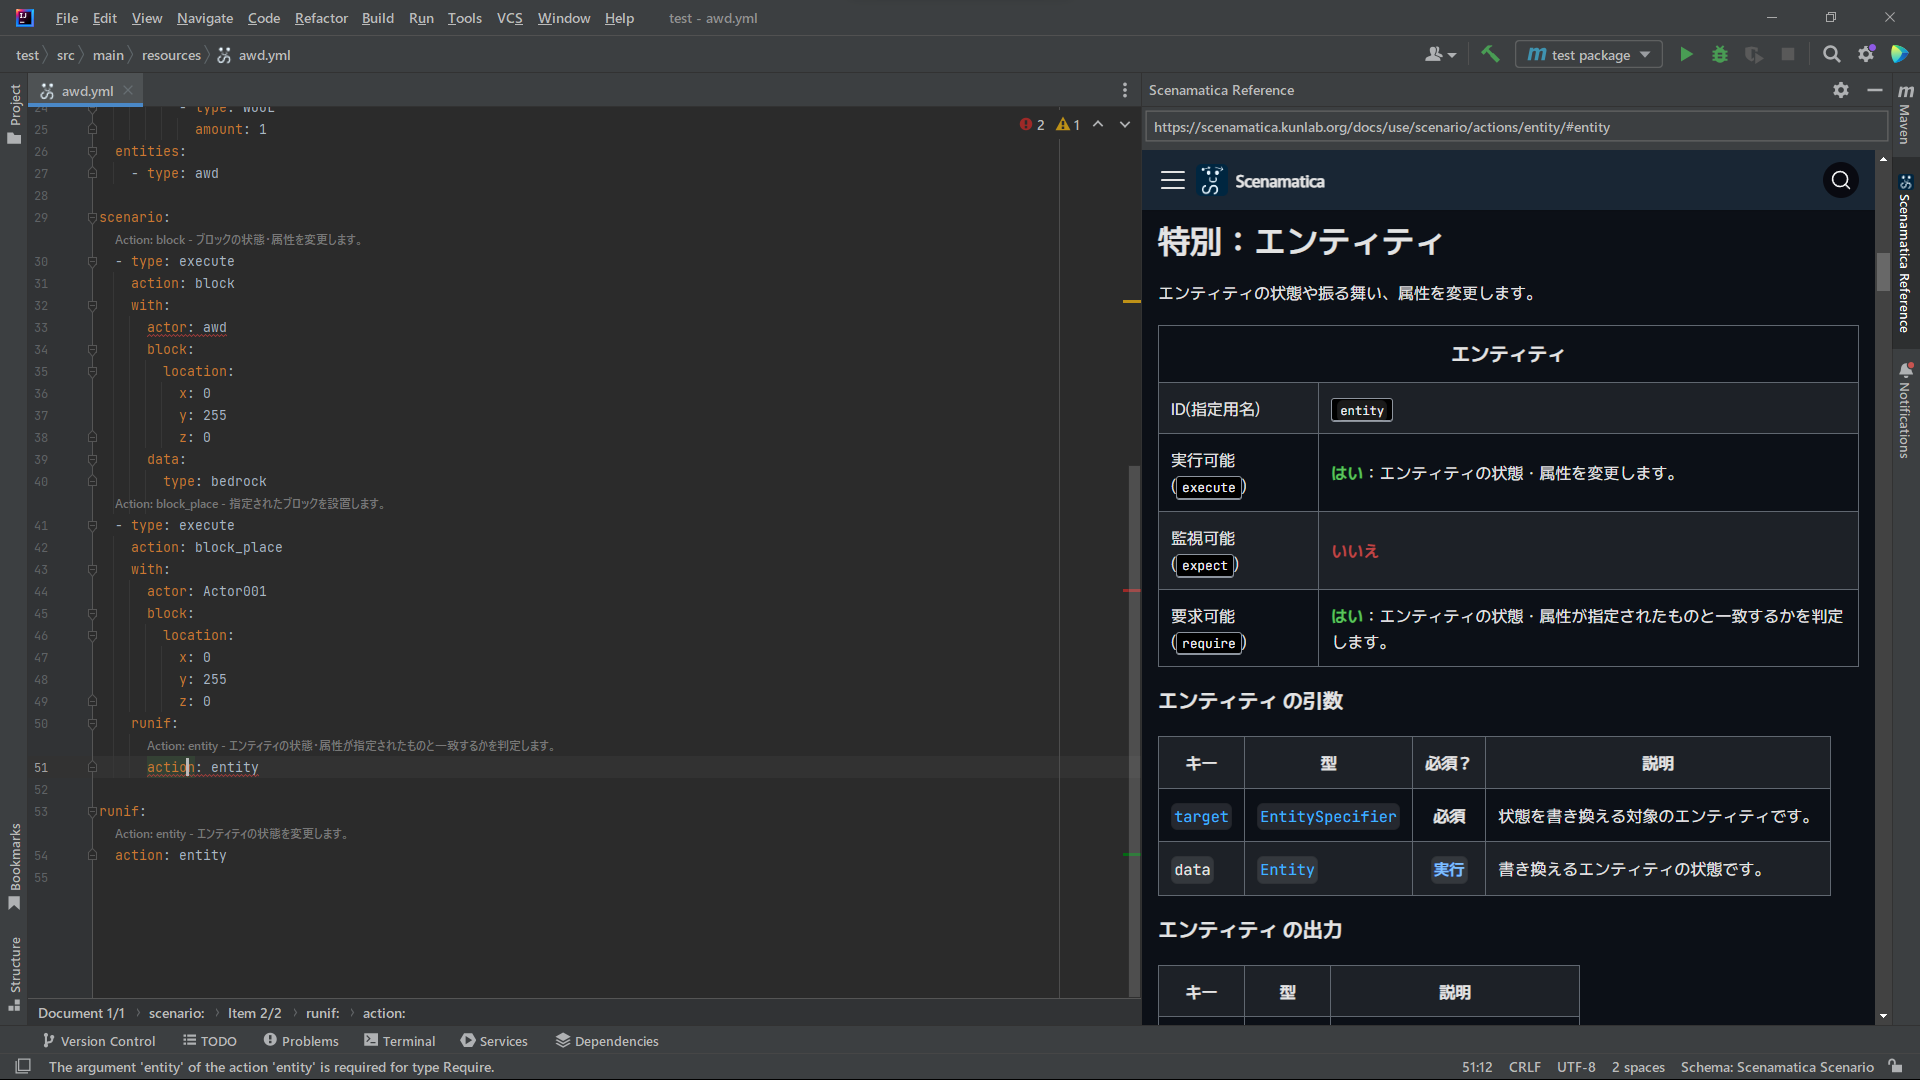 File Edit View Navigate Code Refactor Build Run Tools VCS Window Help test - awd.yml
test src main resources awd.yml
test package
Project
awd.yml
24 - type: WOOL
25 amount: 1
26 entities:
27 - type: awd
28
29 scenario:
Action: block - ブロックの状態・属性を変更します。
30 - type: execute
31 action: block
32 with:
33 actor: awd
34 block:
35 location:
36 x: 0
37 y: 255
38 z: 0
39 data:
40 type: bedrock
Action: block_place - 指定されたブロックを設置します。
41 - type: execute
42 action: block_place
43 with:
44 actor: Actor001
45 block:
46 location:
47 x: 0
48 y: 255
49 z: 0
50 runif:
Action: entity - エンティティの状態・属性が指定されたものと一致するかを判定します。
51 action: entity
52
53 runif:
Action: entity - エンティティの状態を変更します。
54 action: entity
55
2 1
Bookmarks
Structure
Scenamatica Reference
https://scenamatica.kunlab.org/docs/use/scenario/actions/entity/#entity
Scenamatica
特別：エンティティ
エンティティの状態や振る舞い、属性を変更します。
エンティティ
ID(指定用名) entity
実行可能
(execute)
はい：エンティティの状態・属性を変更します。
監視可能
(expect)
いいえ
要求可能
(require)
はい：エンティティの状態・属性が指定されたものと一致するかを判定
します。
エンティティ の引数
キー 型 必須？ 説明
target EntitySpecifier 必須 状態を書き換える対象のエンティティです。
data Entity 実行 書き換えるエンティティの状態です。
エンティティ の出力
キー 型 説明
Maven
Scenamatica Reference
Notifications
Document 1/1 scenario: Item 2/2 runif: action:
Version Control TODO Problems Terminal Services Dependencies
The argument 'entity' of the action 'entity' is required for type Require.
51:12 CRLF UTF-8 2 spaces Schema: Scenamatica Scenario